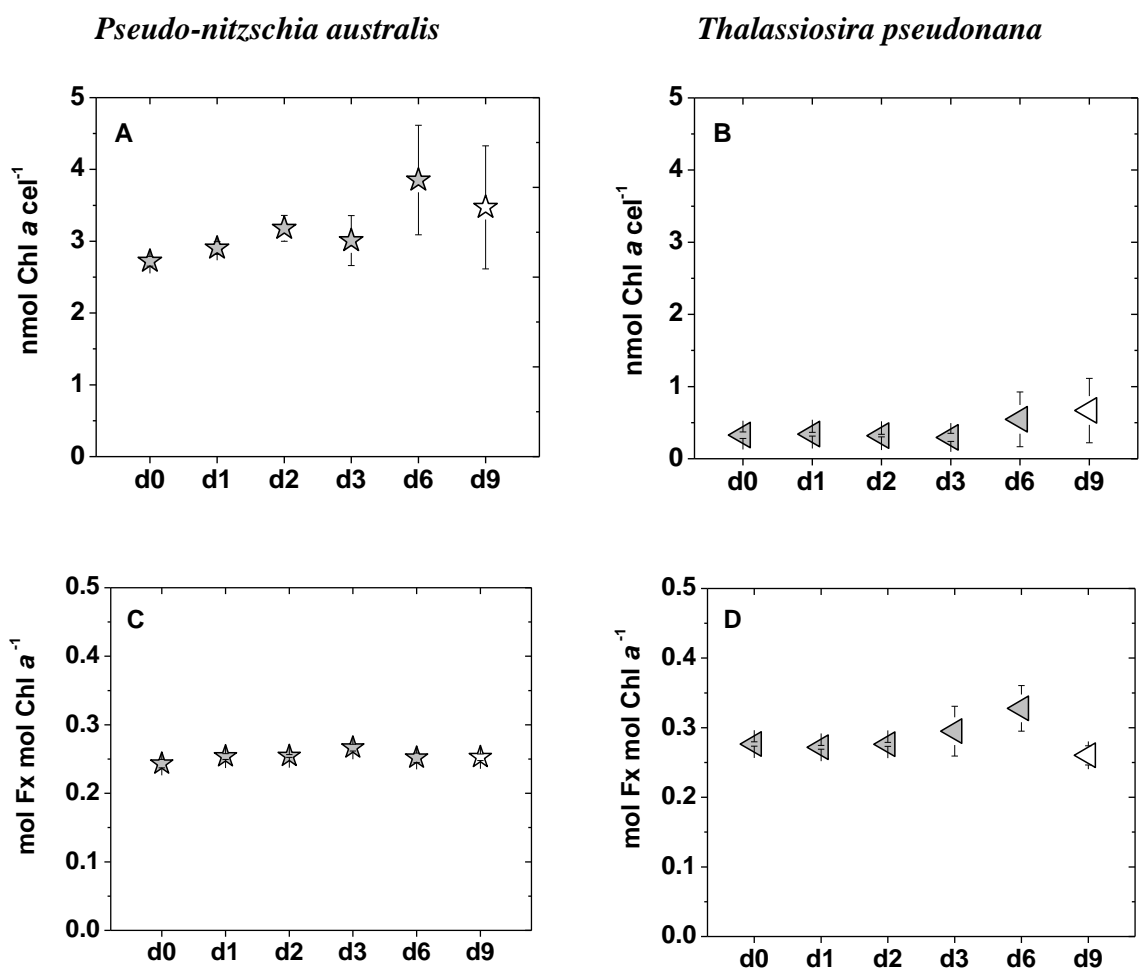 Pseudo-nitzschia australis
Thalassiosira pseudonana
A
nmol Chl a cel⁻¹
5
4
3
2
1
0
d0 d1 d2 d3 d6 d9
B
nmol Chl a cel⁻¹
5
4
3
2
1
0
d0 d1 d2 d3 d6 d9
C
mol Fx mol Chl a⁻¹
0.5
0.4
0.3
0.2
0.1
0.0
d0 d1 d2 d3 d6 d9
D
mol Fx mol Chl a⁻¹
0.5
0.4
0.3
0.2
0.1
0.0
d0 d1 d2 d3 d6 d9